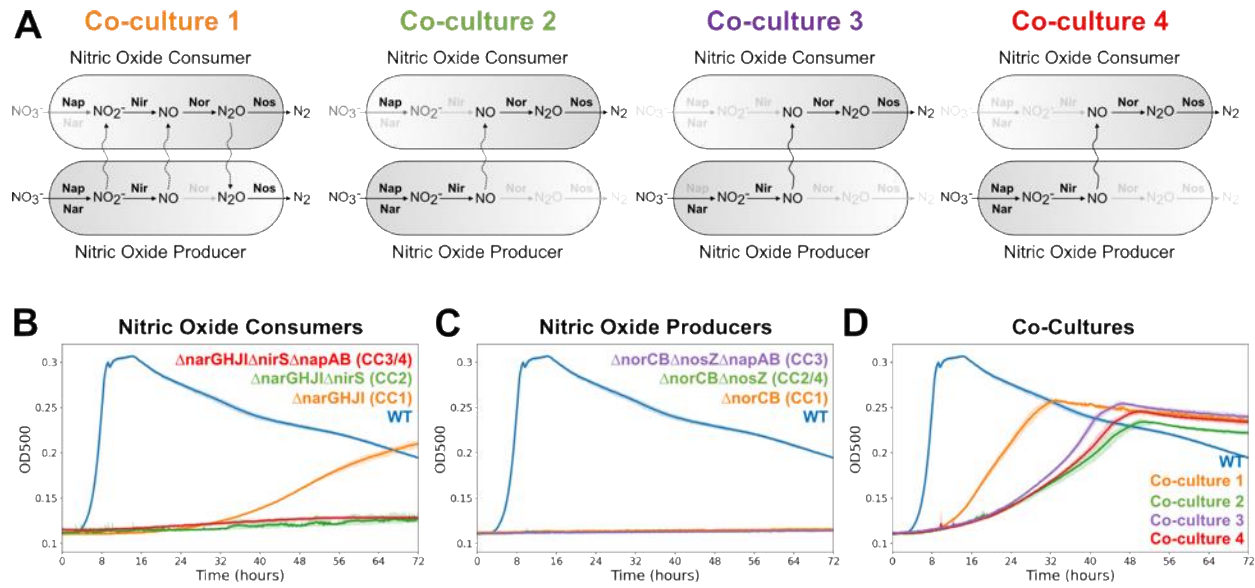 A
Co-culture 1
Co-culture 2
Co-culture 3
Co-culture 4
Nitric Oxide Consumer
Nitric Oxide Consumer
Nitric Oxide Consumer
Nitric Oxide Consumer
NO3- Nap Nar NO2- Nir NO Nor N2O Nos N2
NO3- Nap Nar NO2- Nir NO Nor N2O Nos N2
NO3- Nap Nar NO2- Nir NO Nor N2O Nos N2
NO3- Nap Nar NO2- Nir NO Nor N2O Nos N2
NO3- Nap Nar NO2- Nir NO Nor N2O Nos N2
NO3- Nap Nar NO2- Nir NO Nor N2O Nos N2
NO3- Nar NO2- Nir NO Nor N2O Nos N2
NO3- Nap Nar NO2- Nir NO Nor N2O Nos N2
Nitric Oxide Producer
Nitric Oxide Producer
Nitric Oxide Producer
Nitric Oxide Producer
B
Nitric Oxide Consumers
ΔnarGHJIΔnirSΔnapAB (CC3/4)
ΔnarGHJIΔnirS (CC2)
ΔnarGHJI (CC1)
WT
OD500
0.3
0.25
0.2
0.15
0.1
0 8 16 24 32 40 48 56 64 72
Time (hours)
C
Nitric Oxide Producers
ΔnorCBΔnosZΔnapAB (CC3)
ΔnorCBΔnosZ (CC2/4)
ΔnorCB (CC1)
WT
OD500
0.3
0.25
0.2
0.15
0.1
0 8 16 24 32 40 48 56 64 72
Time (hours)
D
Co-Cultures
WT
Co-culture 1
Co-culture 2
Co-culture 3
Co-culture 4
OD500
0.3
0.25
0.2
0.15
0.1
0 8 16 24 32 40 48 56 64 72
Time (hours)